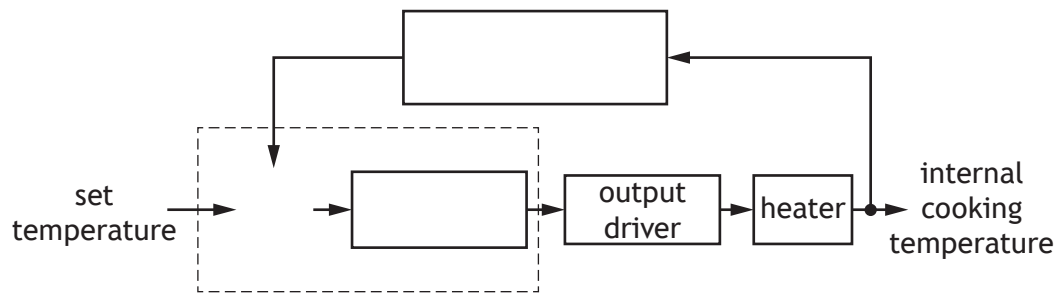 set
temperature
output
driver
heater
internal
cooking
temperature